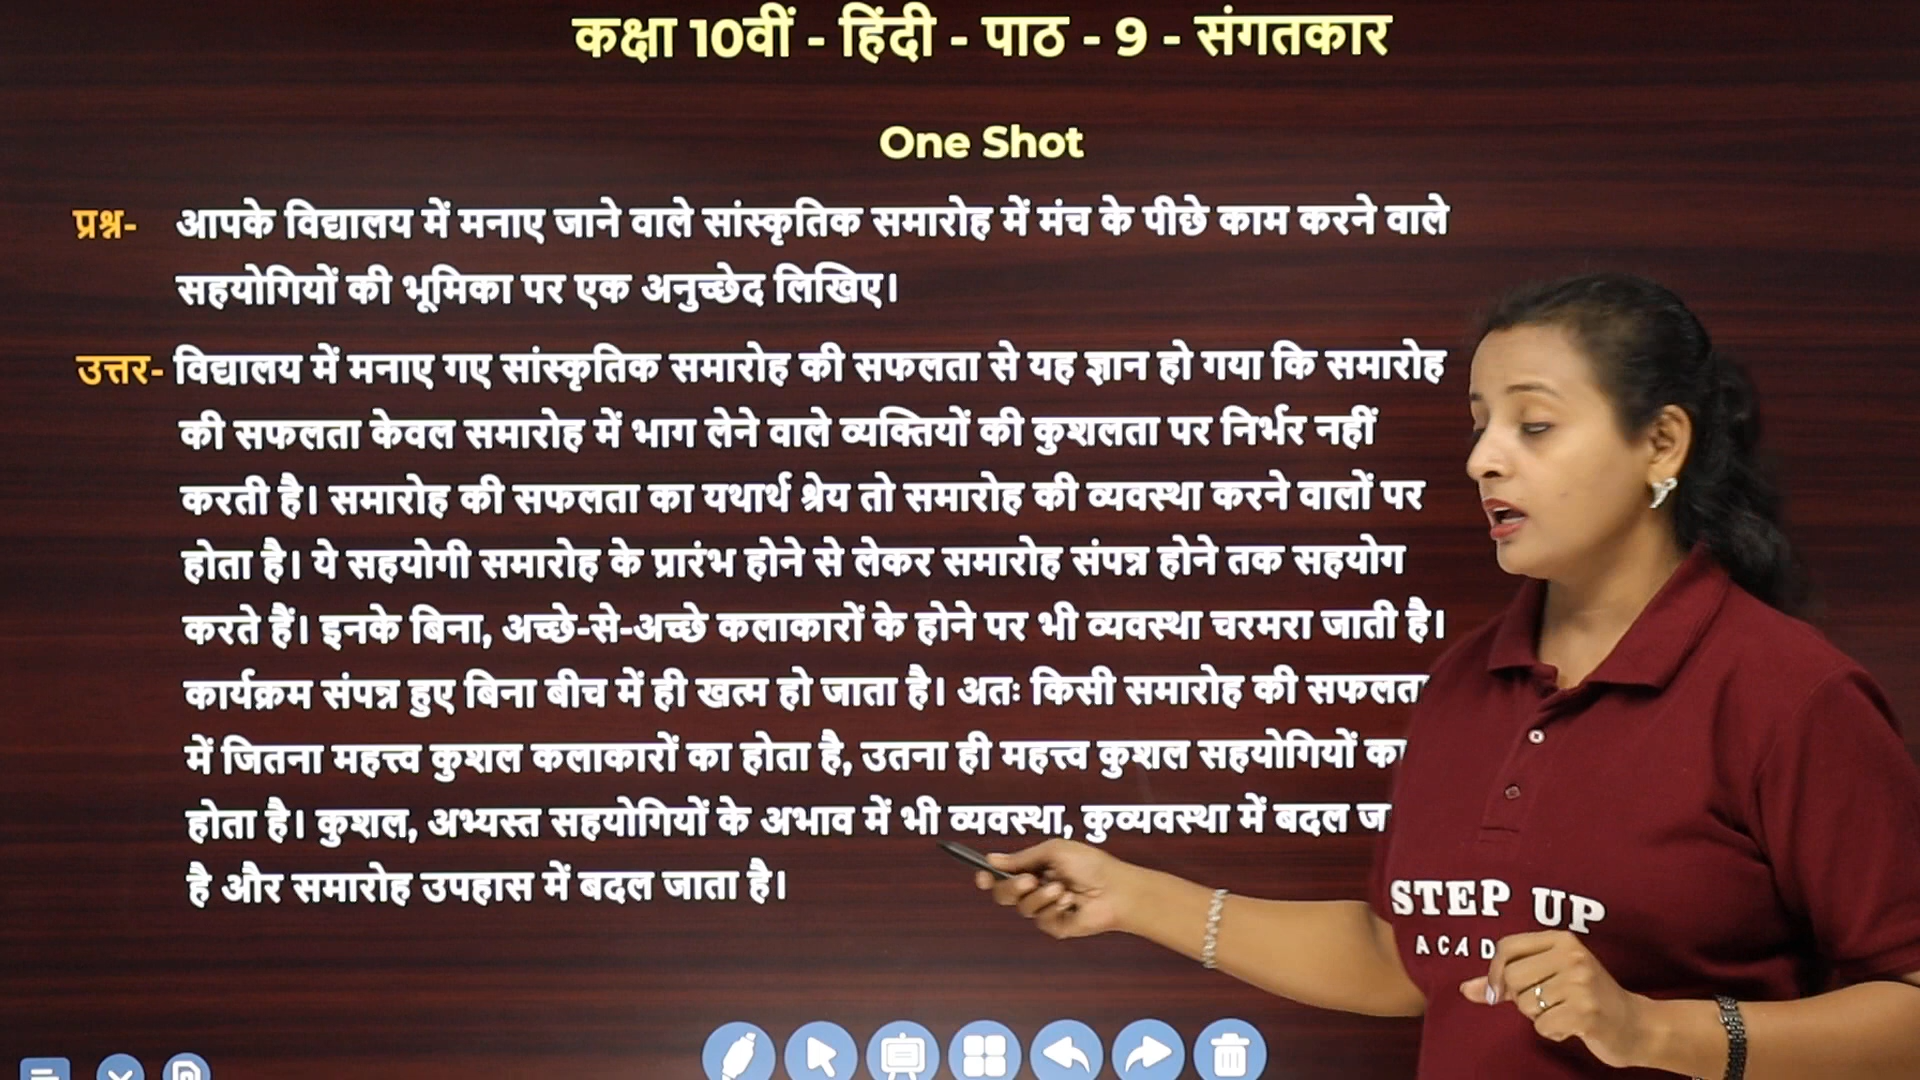 कक्षा 10वीं - हिंदी - पाठ - 9 - संगतकार
One Shot
प्रश्न- आपके विद्यालय में मनाए जाने वाले सांस्कृतिक समारोह में मंच के पीछे काम करने वाले
सहयोगियों की भूमिका पर एक अनुच्छेद लिखिए।
उत्तर- विद्यालय में मनाए गए सांस्कृतिक समारोह की सफलता से यह ज्ञान हो गया कि समारोह
की सफलता केवल समारोह में भाग लेने वाले व्यक्तियों की कुशलता पर निर्भर नहीं
करती है। समारोह की सफलता का यथार्थ श्रेय तो समारोह की व्यवस्था करने वालों पर
होता है। ये सहयोगी समारोह के प्रारंभ होने से लेकर समारोह संपन्न होने तक सहयोग
करते हैं। इनके बिना, अच्छे-से-अच्छे कलाकारों के होने पर भी व्यवस्था चरमरा जाती है।
कार्यक्रम संपन्न हुए बिना बीच में ही खत्म हो जाता है। अतः किसी समारोह की सफलता
में जितना महत्त्व कुशल कलाकारों का होता है, उतना ही महत्त्व कुशल सहयोगियों का
होता है। कुशल, अभ्यस्त सहयोगियों के अभाव में भी व्यवस्था, कुव्यवस्था में बदल
है और समारोह उपहास में बदल जाता है।
STEP UP
ACAD